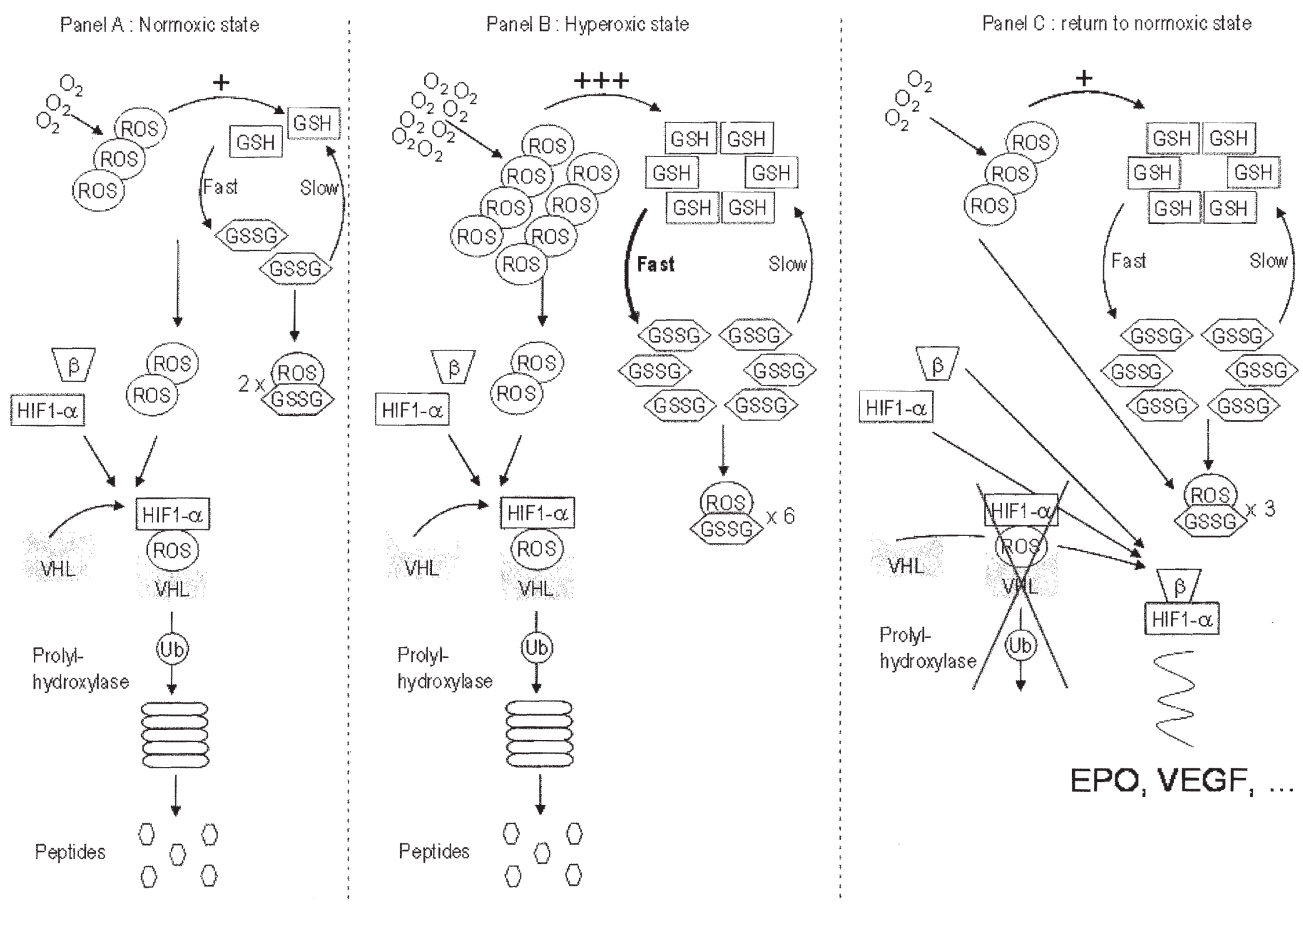 Panel A : Normoxic state
+
O2
O2
O2
ROS
ROS
ROS
GSH
GSH
Fast
Slow
GSSG
GSSG
ROS
ROS
2 x
ROS
GSSG
β
HIF1-α
HIF1-α
ROS
VHL
VHL
Ub
Prolyl-
hydroxylase
Peptides
Panel B : Hyperoxic state
+++
O2
O2
O2
O2
O2
O2
O2
ROS
ROS
ROS
ROS
ROS
ROS
ROS
ROS
GSH
GSH
GSH
GSH
GSH
GSH
Fast
Slow
GSSG
GSSG
GSSG
GSSG
GSSG
GSSG
ROS
ROS
β
HIF1-α
ROS
GSSG
x 6
HIF1-α
ROS
VHL
VHL
Ub
Prolyl-
hydroxylase
Peptides
Panel C : return to normoxic state
+
O2
O2
O2
ROS
ROS
ROS
GSH
GSH
GSH
GSH
GSH
GSH
Fast
Slow
GSSG
GSSG
GSSG
GSSG
GSSG
GSSG
β
HIF1-α
ROS
GSSG
x 3
HIF1-α
ROS
VHL
VHL
Ub
Prolyl-
hydroxylase
β
HIF1-α
EPO, VEGF, ...